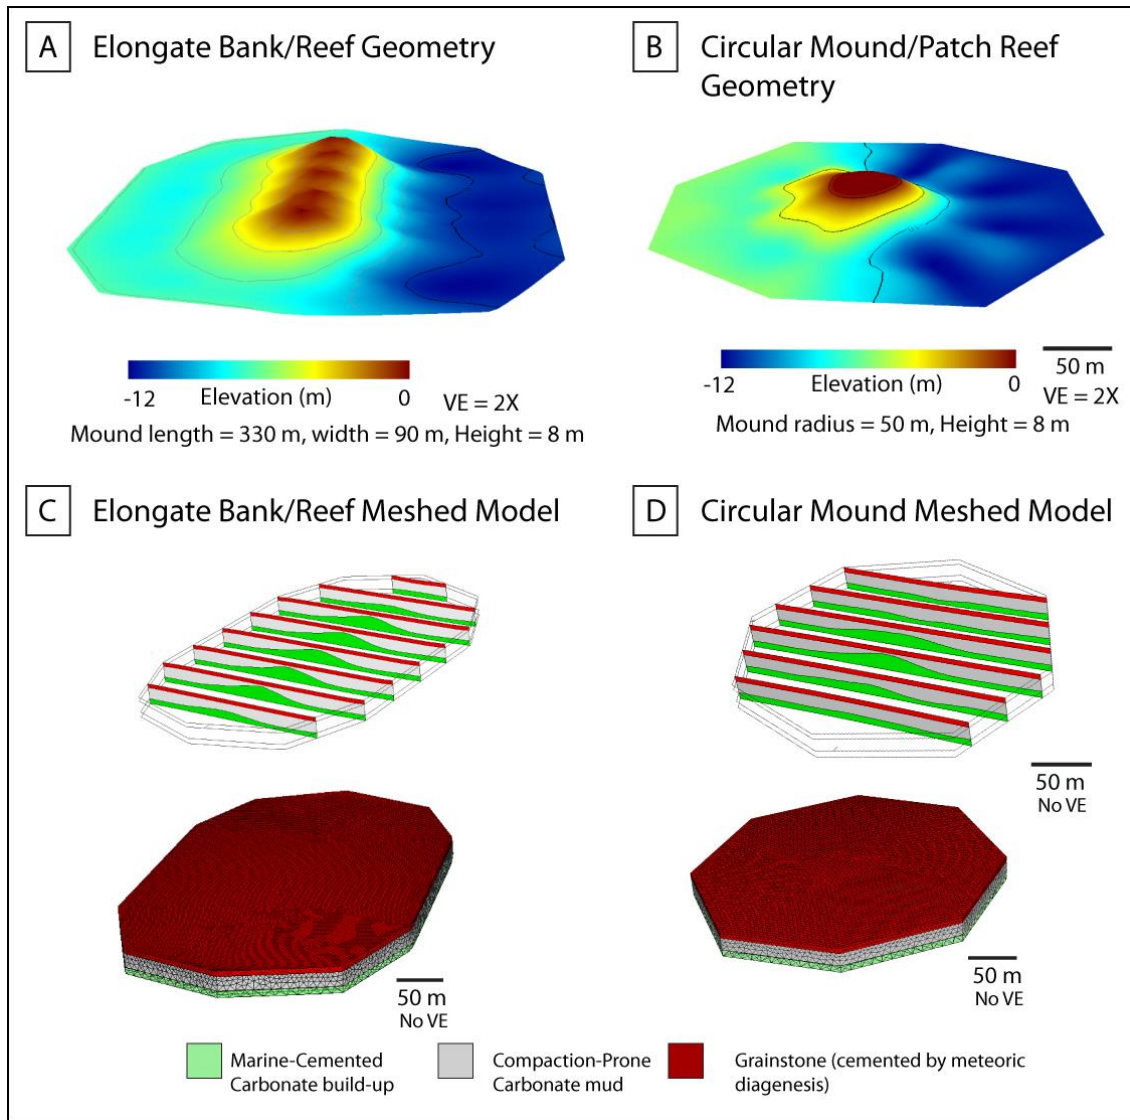 A Elongate Bank/Reef Geometry
B Circular Mound/Patch Reef
Geometry
-12 Elevation (m) 0 VE = 2X
Mound length = 330 m, width = 90 m, Height = 8 m
-12 Elevation (m) 0
50 m
VE = 2X
Mound radius = 50 m, Height = 8 m
C Elongate Bank/Reef Meshed Model
D Circular Mound Meshed Model
50 m
No VE
50 m
No VE
50 m
No VE
Marine-Cemented
Carbonate build-up
Compaction-Prone
Carbonate mud
Grainstone (cemented by meteoric
diagenesis)